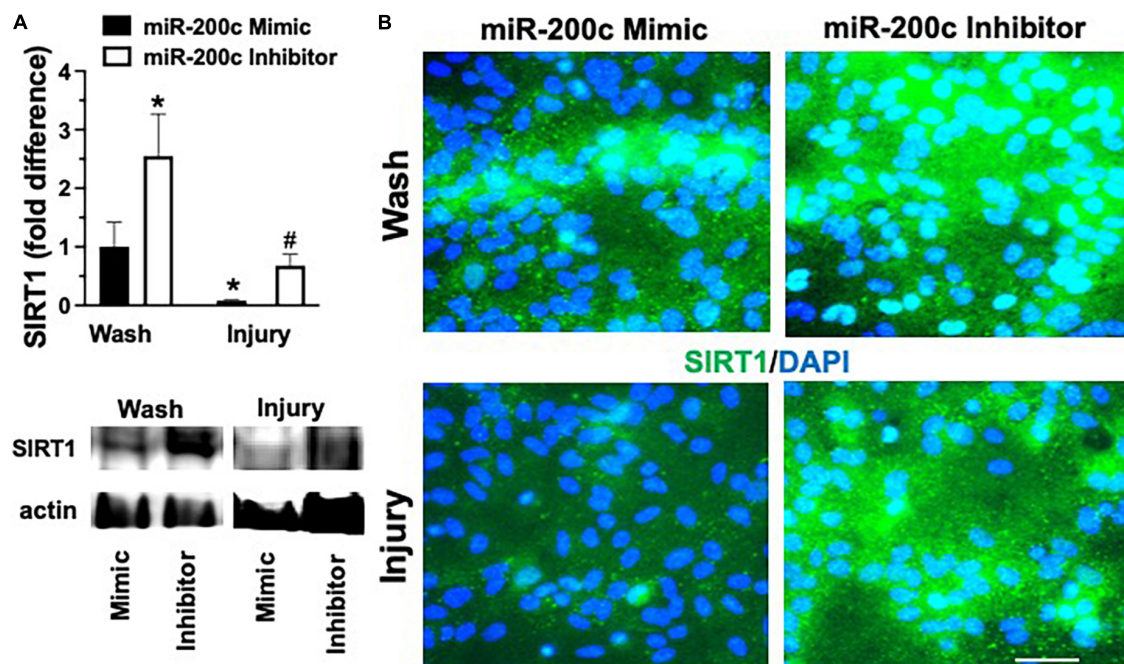 A
miR-200c Mimic
miR-200c Inhibitor
SIRT1 (fold difference)
4
3
2
1
0
*
*
#
Wash
Injury
Wash
Injury
SIRT1
actin
Mimic
Inhibitor
Mimic
Inhibitor
B
miR-200c Mimic
miR-200c Inhibitor
Wash
SIRT1/DAPI
Injury